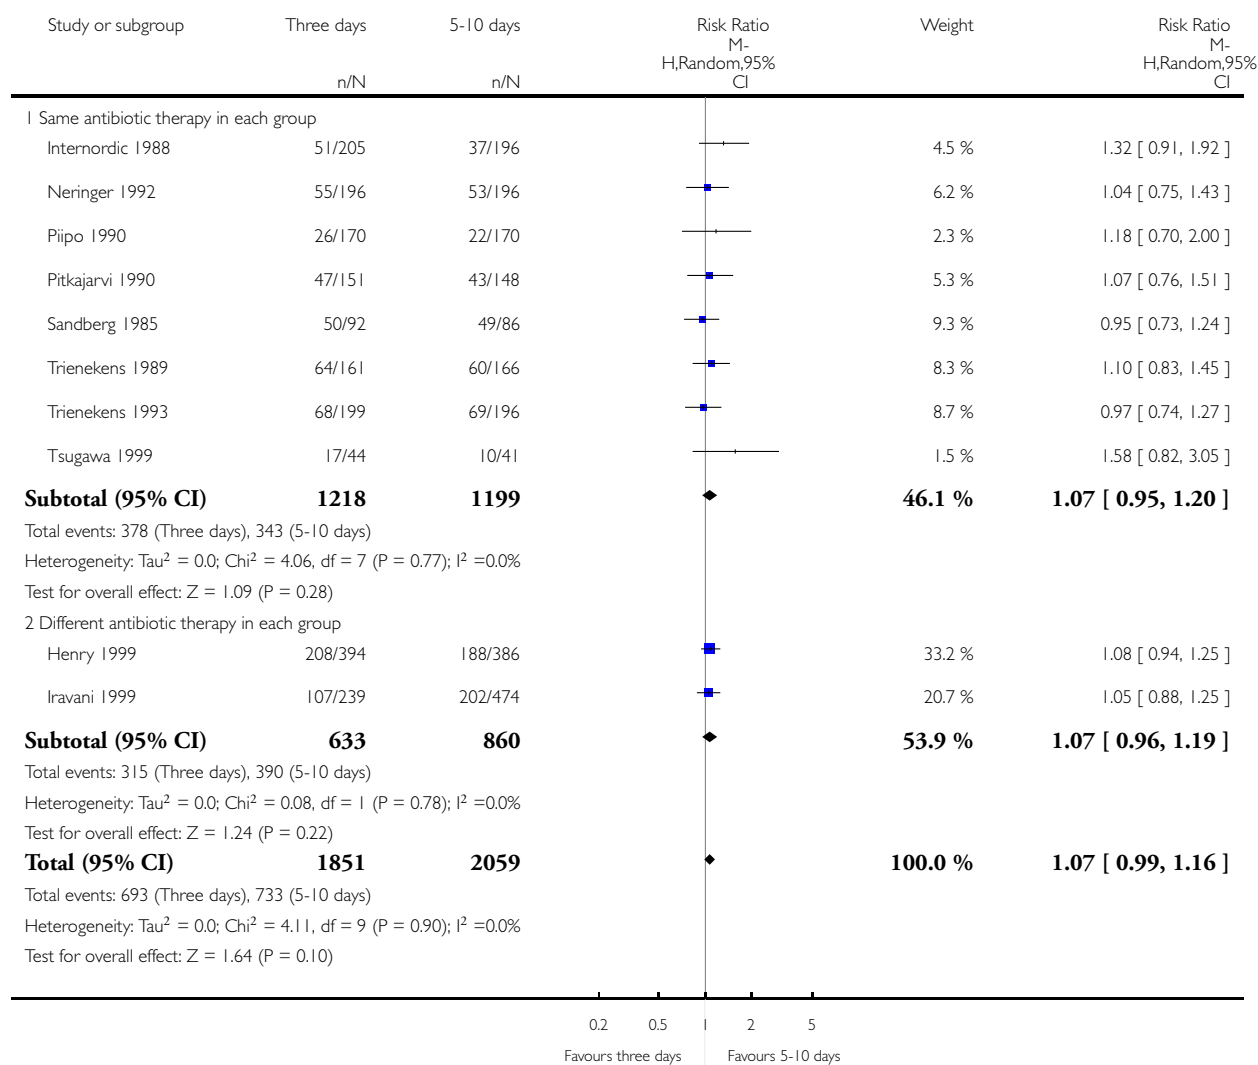 Study or subgroup Three days 5-10 days Risk Ratio Weight Risk Ratio
M- M-
H,Random,95% H,Random,95%
n/N n/N CI CI
1 Same antibiotic therapy in each group
Internordic 1988 51/205 37/196 4.5 % 1.32 [ 0.91, 1.92 ]
Neringer 1992 55/196 53/196 6.2 % 1.04 [ 0.75, 1.43 ]
Piipo 1990 26/170 22/170 2.3 % 1.18 [ 0.70, 2.00 ]
Pitkajarvi 1990 47/151 43/148 5.3 % 1.07 [ 0.76, 1.51 ]
Sandberg 1985 50/92 49/86 9.3 % 0.95 [ 0.73, 1.24 ]
Trienekens 1989 64/161 60/166 8.3 % 1.10 [ 0.83, 1.45 ]
Trienekens 1993 68/199 69/196 8.7 % 0.97 [ 0.74, 1.27 ]
Tsugawa 1999 17/44 10/41 1.5 % 1.58 [ 0.82, 3.05 ]
Subtotal (95% CI) 1218 1199 46.1 % 1.07 [ 0.95, 1.20 ]
Total events: 378 (Three days), 343 (5-10 days)
Heterogeneity: Tau² = 0.0; Chi² = 4.06, df = 7 (P = 0.77); I² =0.0%
Test for overall effect: Z = 1.09 (P = 0.28)
2 Different antibiotic therapy in each group
Henry 1999 208/394 188/386 33.2 % 1.08 [ 0.94, 1.25 ]
Iravani 1999 107/239 202/474 20.7 % 1.05 [ 0.88, 1.25 ]
Subtotal (95% CI) 633 860 53.9 % 1.07 [ 0.96, 1.19 ]
Total events: 315 (Three days), 390 (5-10 days)
Heterogeneity: Tau² = 0.0; Chi² = 0.08, df = 1 (P = 0.78); I² =0.0%
Test for overall effect: Z = 1.24 (P = 0.22)
Total (95% CI) 1851 2059 100.0 % 1.07 [ 0.99, 1.16 ]
Total events: 693 (Three days), 733 (5-10 days)
Heterogeneity: Tau² = 0.0; Chi² = 4.11, df = 9 (P = 0.90); I² =0.0%
Test for overall effect: Z = 1.64 (P = 0.10)
0.2 0.5 1 2 5
Favours three days Favours 5-10 days